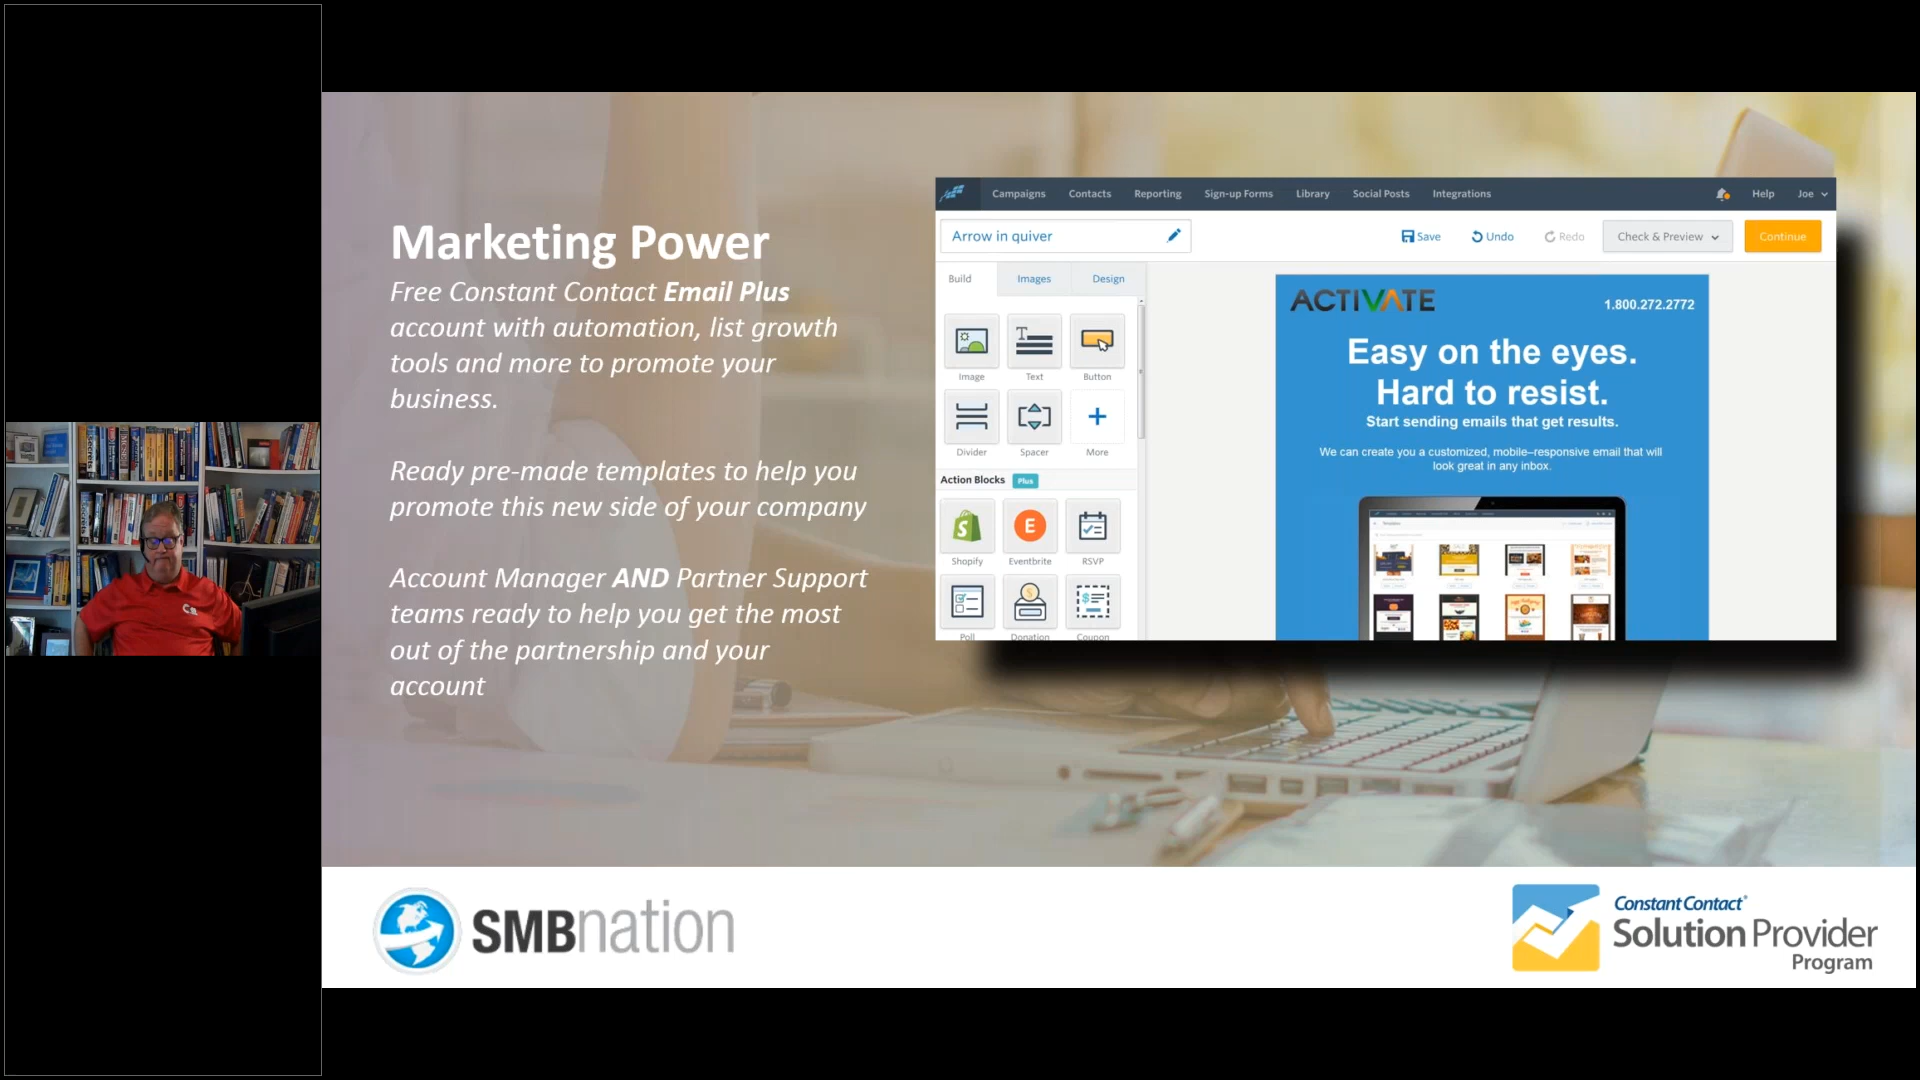 Marketing Power
Free Constant Contact Email Plus
account with automation, list growth
tools and more to promote your
business.
Ready pre-made templates to help you
promote this new side of your company
Account Manager AND Partner Support
teams ready to help you get the most
out of the partnership and your
account
Campaigns Contacts Reporting Sign-up Forms Library Social Posts Integrations Help Joe
Arrow in quiver Save Undo Redo Check & Preview Continue
Build Images Design
Image Text Button
Divider Spacer More
Action Blocks Plus
Shopify Eventbrite RSVP
Poll Donation Coupon
ACTIVATE 1.800.272.2772
Easy on the eyes.
Hard to resist.
Start sending emails that get results.
We can create you a customized, mobile–responsive email that will
look great in any inbox.
SMBnation
Constant Contact®
Solution Provider
Program